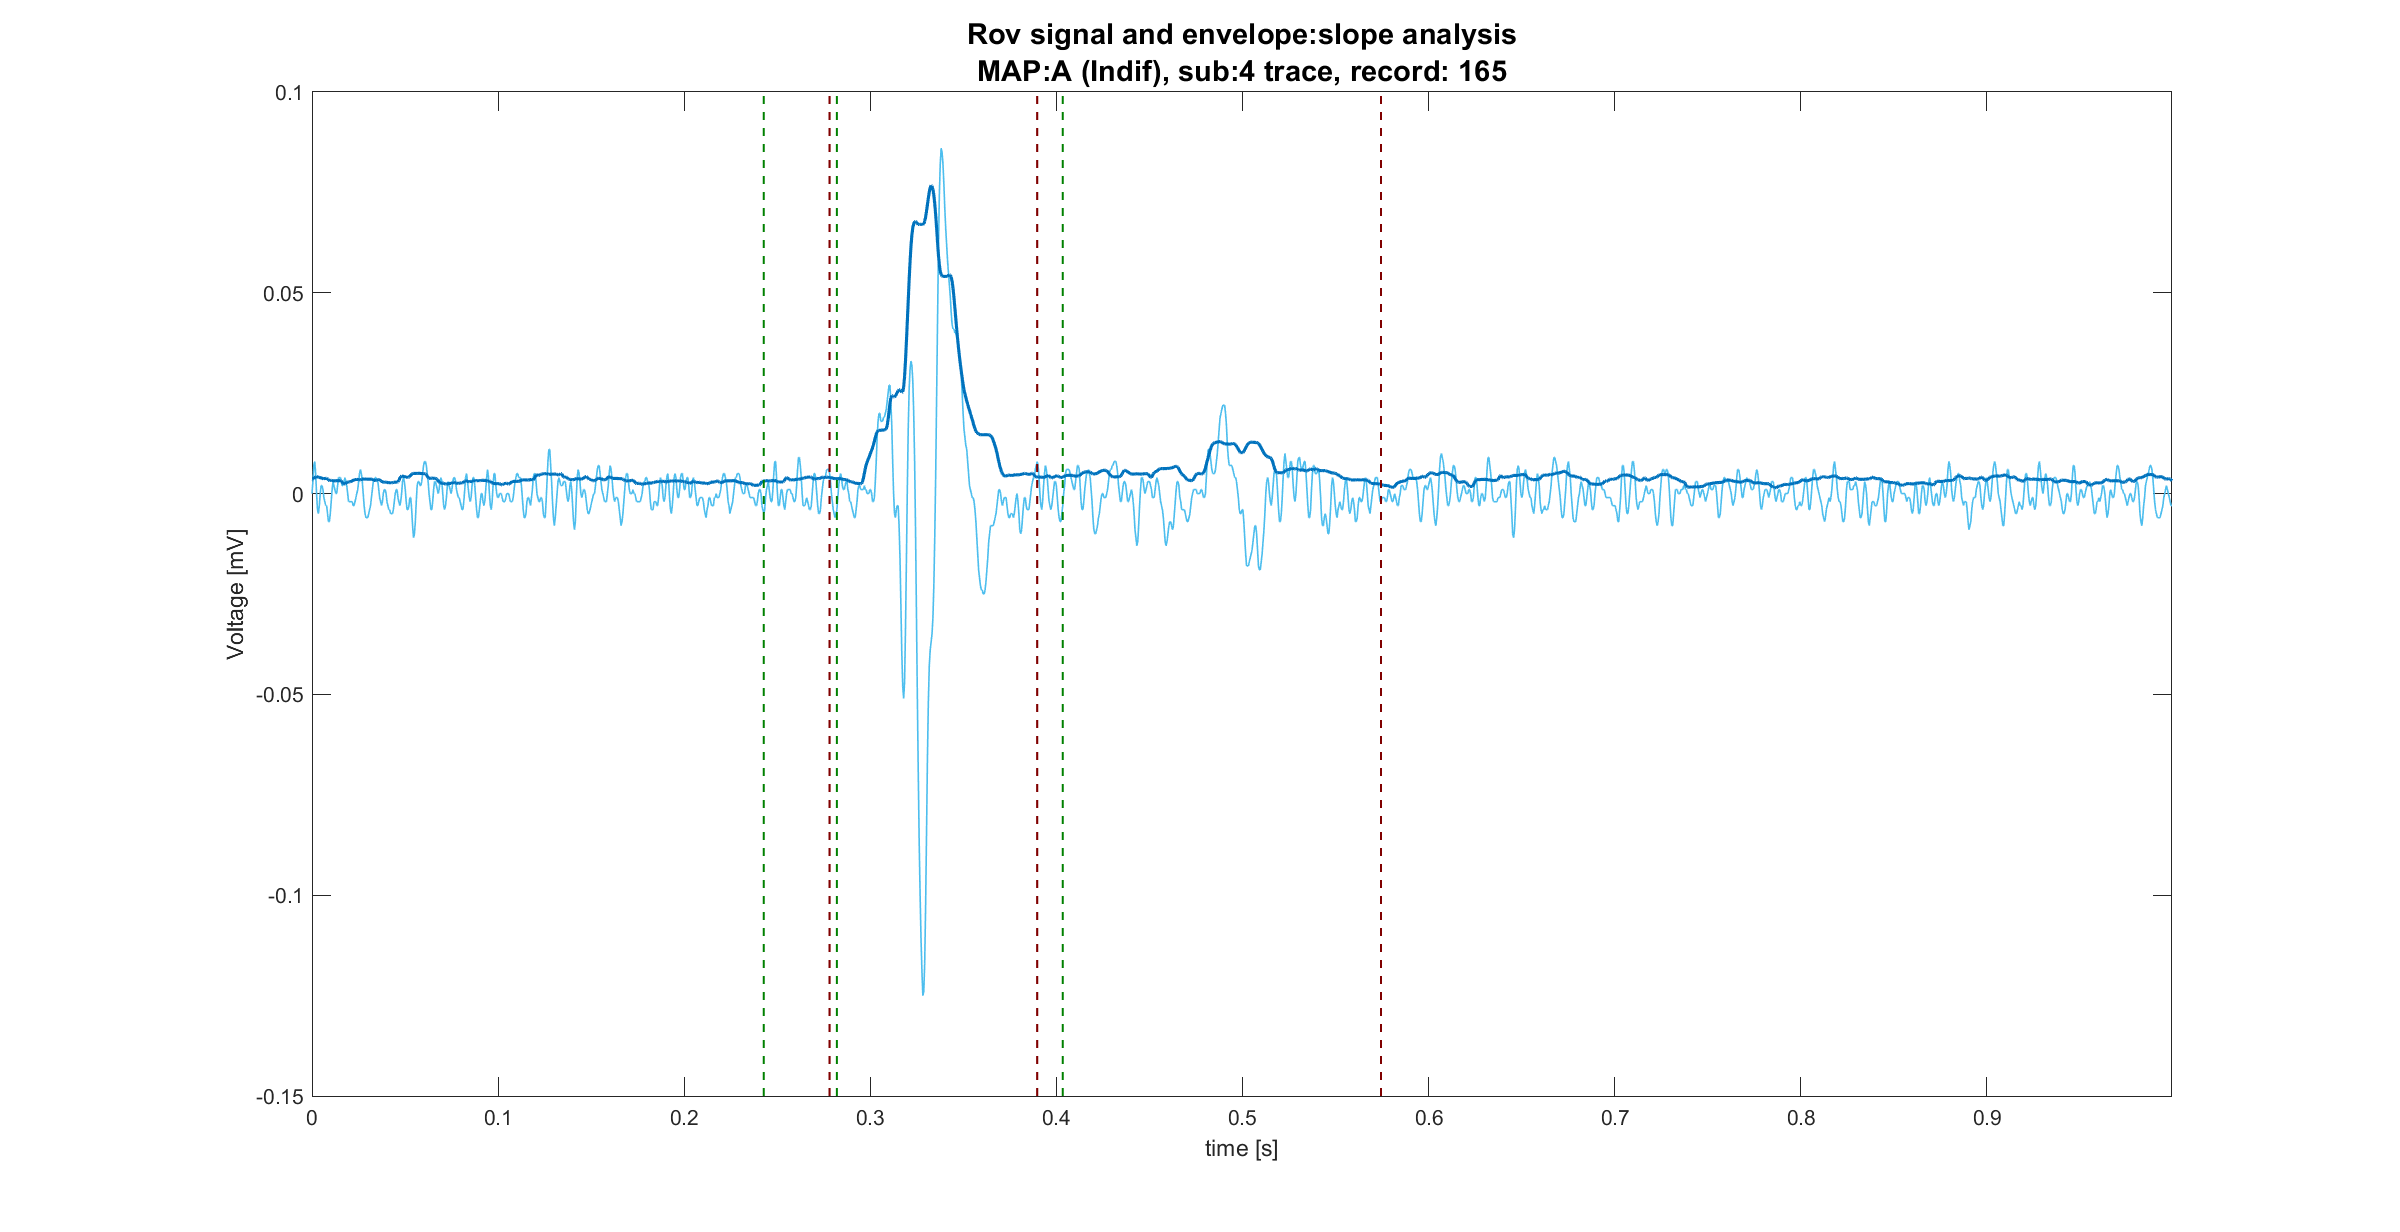 Rov signal and envelope:slope analysis
MAP:A (Indif), sub:4 trace, record: 165
0.1
0.05
0
-0.05
-0.1
-0.15
Voltage [mV]
0 0.1 0.2 0.3 0.4 0.5 0.6 0.7 0.8 0.9
time [s]